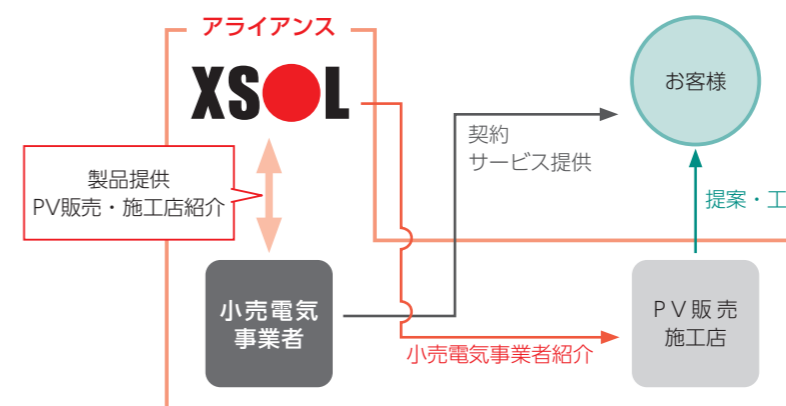 アライアンス
XSOL
お客様
契約
サービス提供
製品提供
PV販売・施工店紹介
提案・工
小売電気
事業者
PV販売
施工店
小売電気事業者紹介